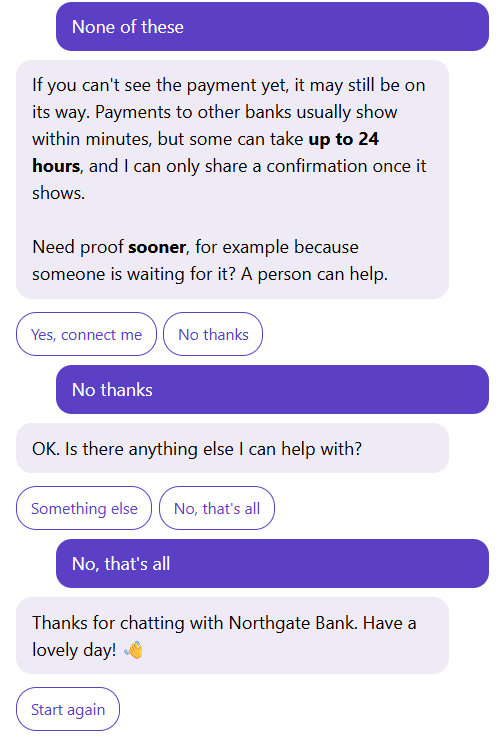 None of these
If you can't see the payment yet, it may still be on
its way. Payments to other banks usually show
within minutes, but some can take up to 24
hours, and I can only share a confirmation once it
shows.
Need proof sooner, for example because
someone is waiting for it? A person can help.
Yes, connect me
No thanks
No thanks
OK. Is there anything else I can help with?
Something else
No, that's all
No, that's all
Thanks for chatting with Northgate Bank. Have a
lovely day! 👋
Start again